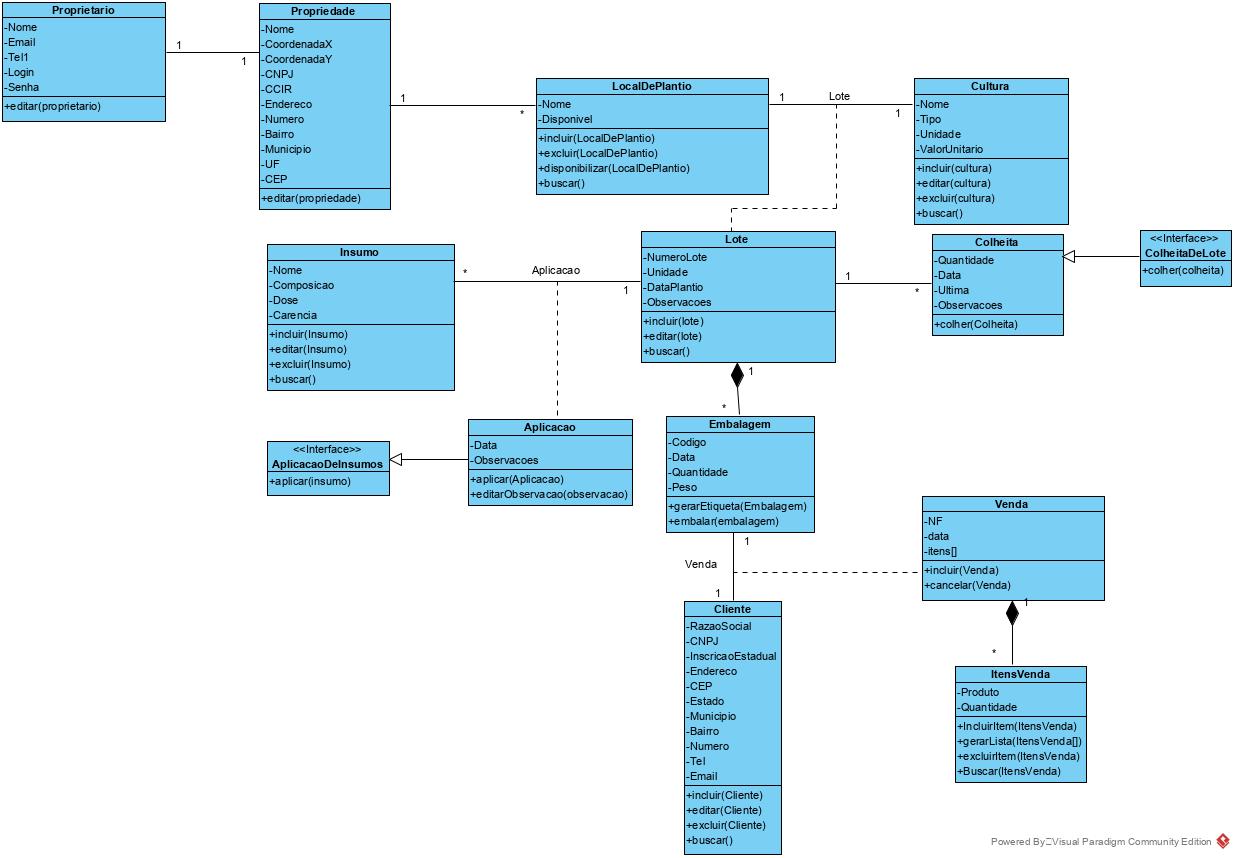 Proprietario
-Nome
-Email
-Tel1
-Login
-Senha
+editar(proprietario)
1
1
Propriedade
-Nome
-CoordenadaX
-CoordenadaY
-CNPJ
-CCIR
-Endereco
-Numero
-Bairro
-Municipio
-UF
-CEP
+editar(propriedade)
1
*
LocalDePlantio
-Nome
-Disponivel
+incluir(LocalDePlantio)
+excluir(LocalDePlantio)
+disponibilizar(LocalDePlantio)
+buscar()
1
Lote
1
Cultura
-Nome
-Tipo
-Unidade
-ValorUnitario
+incluir(cultura)
+editar(cultura)
+excluir(cultura)
+buscar()
Insumo
-Nome
-Composicao
-Dose
-Carencia
+incluir(Insumo)
+editar(Insumo)
+excluir(Insumo)
+buscar()
*
Aplicacao
1
Lote
-NumeroLote
-Unidade
-DataPlantio
-Observacoes
+incluir(lote)
+editar(lote)
+buscar()
1
*
Colheita
-Quantidade
-Data
-Ultima
-Observacoes
+colher(Colheita)
<<Interface>>
ColheitaDeLote
+colher(colheita)
1
*
<<Interface>>
AplicacaoDeInsumos
+aplicar(insumo)
Aplicacao
-Data
-Observacoes
+aplicar(Aplicacao)
+editarObservacao(observacao)
Embalagem
-Codigo
-Data
-Quantidade
-Peso
+gerarEtiqueta(Embalagem)
+embalar(embalagem)
1
Venda
1
Venda
-NF
-data
-itens[]
+incluir(Venda)
+cancelar(Venda)
1
*
Cliente
-RazaoSocial
-CNPJ
-InscricaoEstadual
-Endereco
-CEP
-Estado
-Municipio
-Bairro
-Numero
-Tel
-Email
+incluir(Cliente)
+editar(Cliente)
+excluir(Cliente)
+buscar()
ItensVenda
-Produto
-Quantidade
+IncluirItem(ItensVenda)
+gerarLista(ItensVenda[])
+excluirItem(ItensVenda)
+Buscar(ItensVenda)
Powered By Visual Paradigm Community Edition